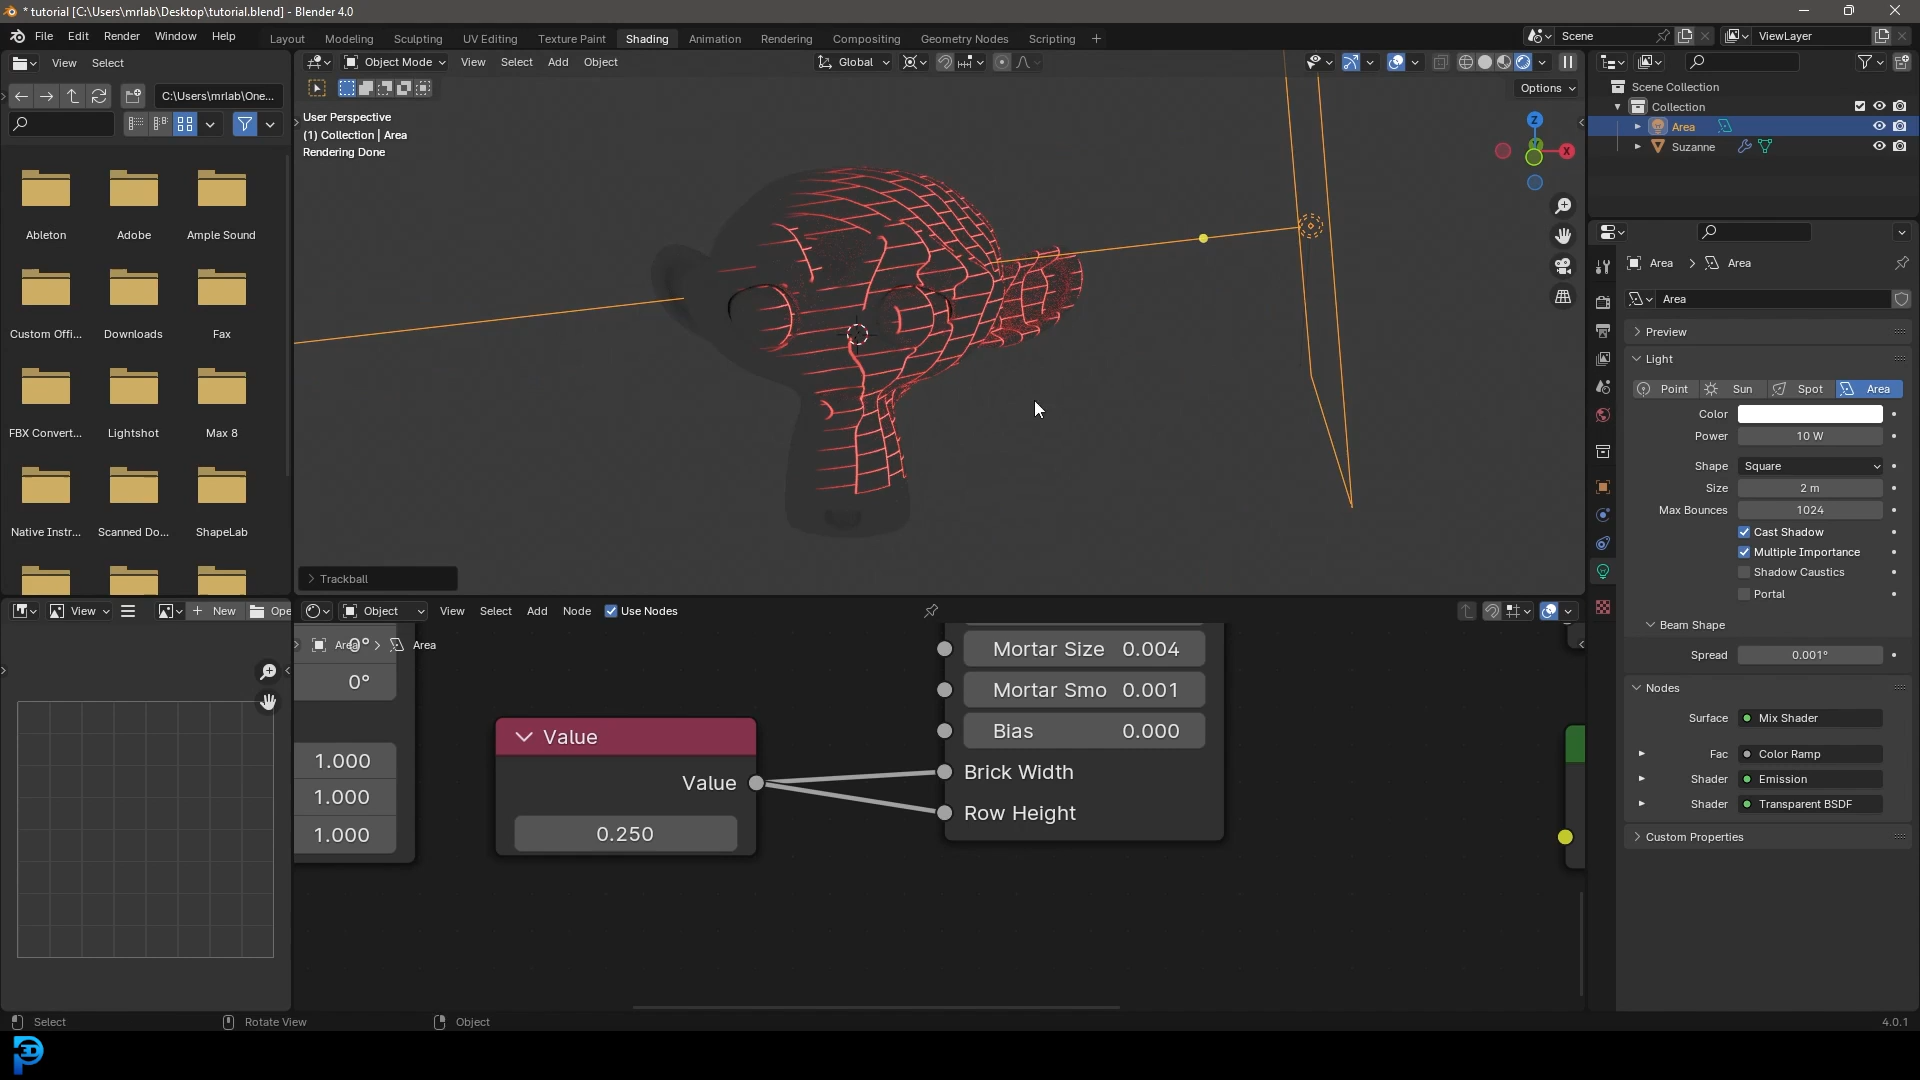 * tutorial [C:\Users\mrlab\Desktop\tutorial.blend] - Blender 4.0
File Edit Render Window Help
Layout Modeling Sculpting UV Editing Texture Paint Shading Animation Rendering Compositing Geometry Nodes Scripting +
Scene
ViewLayer
View Select
C:\Users\mrlab\One...
Ableton Adobe Ample Sound
Custom Offi... Downloads Fax
FBX Convert... Lightshot Max 8
Native Instr... Scanned Do... ShapeLab
Object Mode View Select Add Object
Global
Options
User Perspective
(1) Collection | Area
Rendering Done
Z
Y
X
Trackball
Scene Collection
Collection
Area
Suzanne
Area > Area
Area
Preview
Light
Point Sun Spot Area
Color
Power 10 W
Shape Square
Size 2 m
Max Bounces 1024
Cast Shadow
Multiple Importance
Shadow Caustics
Portal
Beam Shape
Spread 0.001°
Nodes
Surface Mix Shader
Fac Color Ramp
Shader Emission
Shader Transparent BSDF
Custom Properties
View
+ New
Ope
Object View Select Add Node Use Nodes
Area > Area
0°
0°
1.000
1.000
1.000
Value
Value
0.250
Mortar Size 0.004
Mortar Smo 0.001
Bias 0.000
Brick Width
Row Height
Select
Rotate View
Object
4.0.1
3D